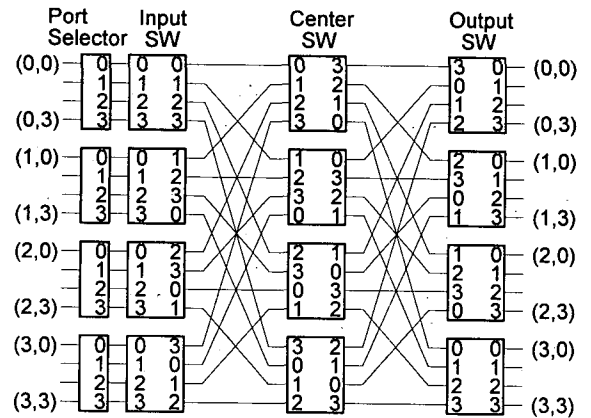 Port Selector Input SW Center SW Output SW
(0,0) 0 0 0 0 3 3 0 (0,0)
1 1 1 1 2 0 1
2 2 2 2 1 1 2
(0,3) 3 3 3 3 0 2 3 (0,3)
(1,0) 0 0 1 1 0 2 0 (1,0)
1 1 2 2 3 3 1
2 2 3 3 2 0 2
(1,3) 3 3 0 0 1 1 3 (1,3)
(2,0) 0 0 2 2 1 1 0 (2,0)
1 1 3 3 0 2 1
2 2 0 0 3 3 2
(2,3) 3 3 1 1 2 0 3 (2,3)
(3,0) 0 0 3 3 2 0 0 (3,0)
1 1 0 0 1 1 1
2 2 1 1 0 2 2
(3,3) 3 3 2 2 3 3 3 (3,3)